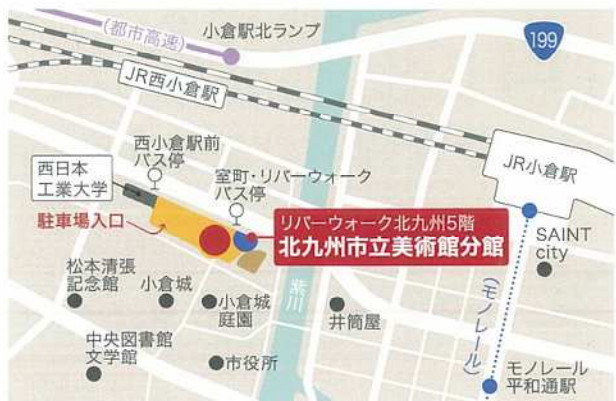 (都市高速)
小倉駅北ランプ
199
JR西小倉駅
JR小倉駅
西小倉駅前
バス停
室町・リバーウォーク
バス停
西日本
工業大学
駐車場入口
リバーウォーク北九州5階
北九州市立美術館分館
SAINT
city
松本清張
記念館
小倉城
小倉城
庭園
紫川
井筒屋
(モノレール)
中央図書館
文学館
市役所
モノレール
平和通駅